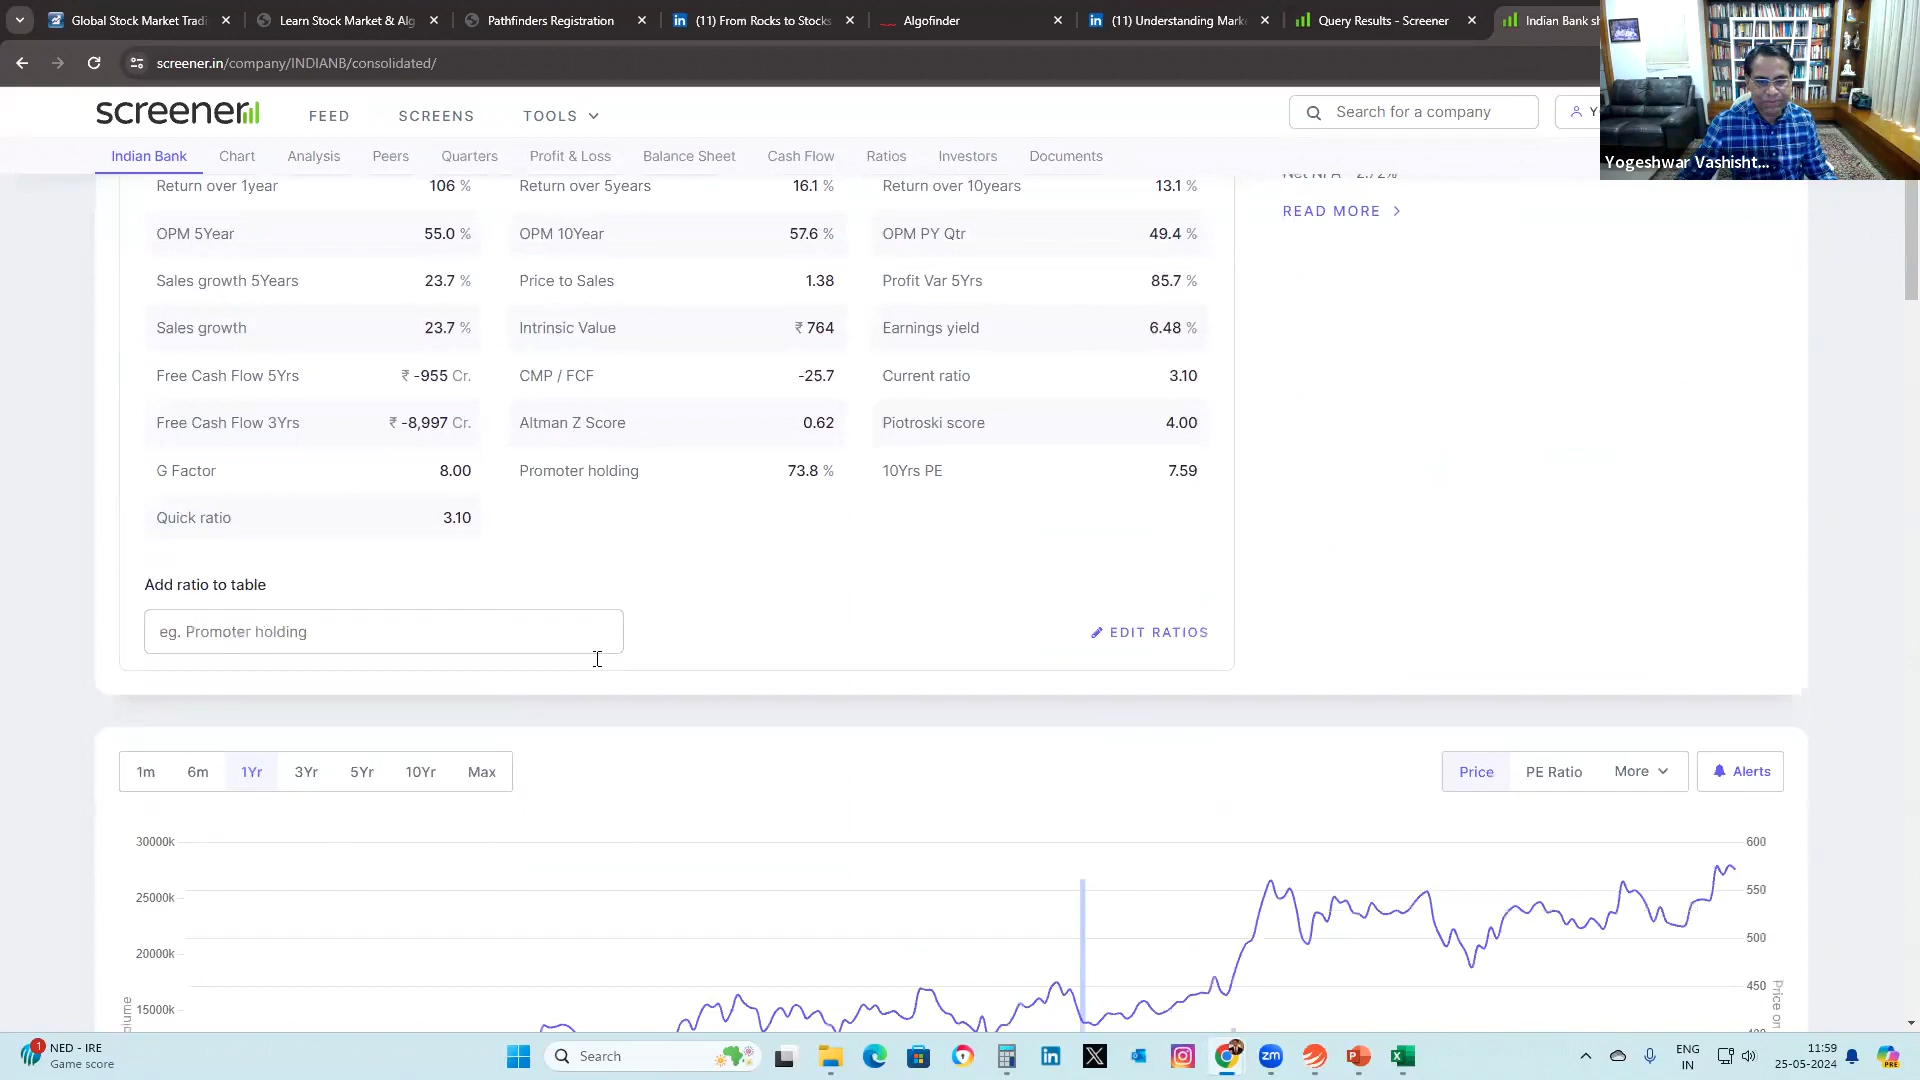 Global Stock Market Tradi
Learn Stock Market & Alg
Pathfinders Registration
(11) From Rocks to Stocks
Algofinder
(11) Understanding Marke
Query Results - Screener
Indian Bank sh
screener.in/company/INDIANB/consolidated/
screener
FEED
SCREENS
TOOLS
Search for a company
Y
Yogeshwar Vashisht...
Indian Bank
Chart
Analysis
Peers
Quarters
Profit & Loss
Balance Sheet
Cash Flow
Ratios
Investors
Documents
Return over 1year 106 %
Return over 5years 16.1 %
Return over 10years 13.1 %
READ MORE
OPM 5Year 55.0 %
OPM 10Year 57.6 %
OPM PY Qtr 49.4 %
Sales growth 5Years 23.7 %
Price to Sales 1.38
Profit Var 5Yrs 85.7 %
Sales growth 23.7 %
Intrinsic Value ₹ 764
Earnings yield 6.48 %
Free Cash Flow 5Yrs ₹ -955 Cr.
CMP / FCF -25.7
Current ratio 3.10
Free Cash Flow 3Yrs ₹ -8,997 Cr.
Altman Z Score 0.62
Piotroski score 4.00
G Factor 8.00
Promoter holding 73.8 %
10Yrs PE 7.59
Quick ratio 3.10
Add ratio to table
eg. Promoter holding
EDIT RATIOS
1m 6m 1Yr 3Yr 5Yr 10Yr Max
Price PE Ratio More
Alerts
30000k 600
25000k 550
20000k 500
15000k 450
Price on
NED - IRE
Game score
Search
ENG
IN
11:59
25-05-2024